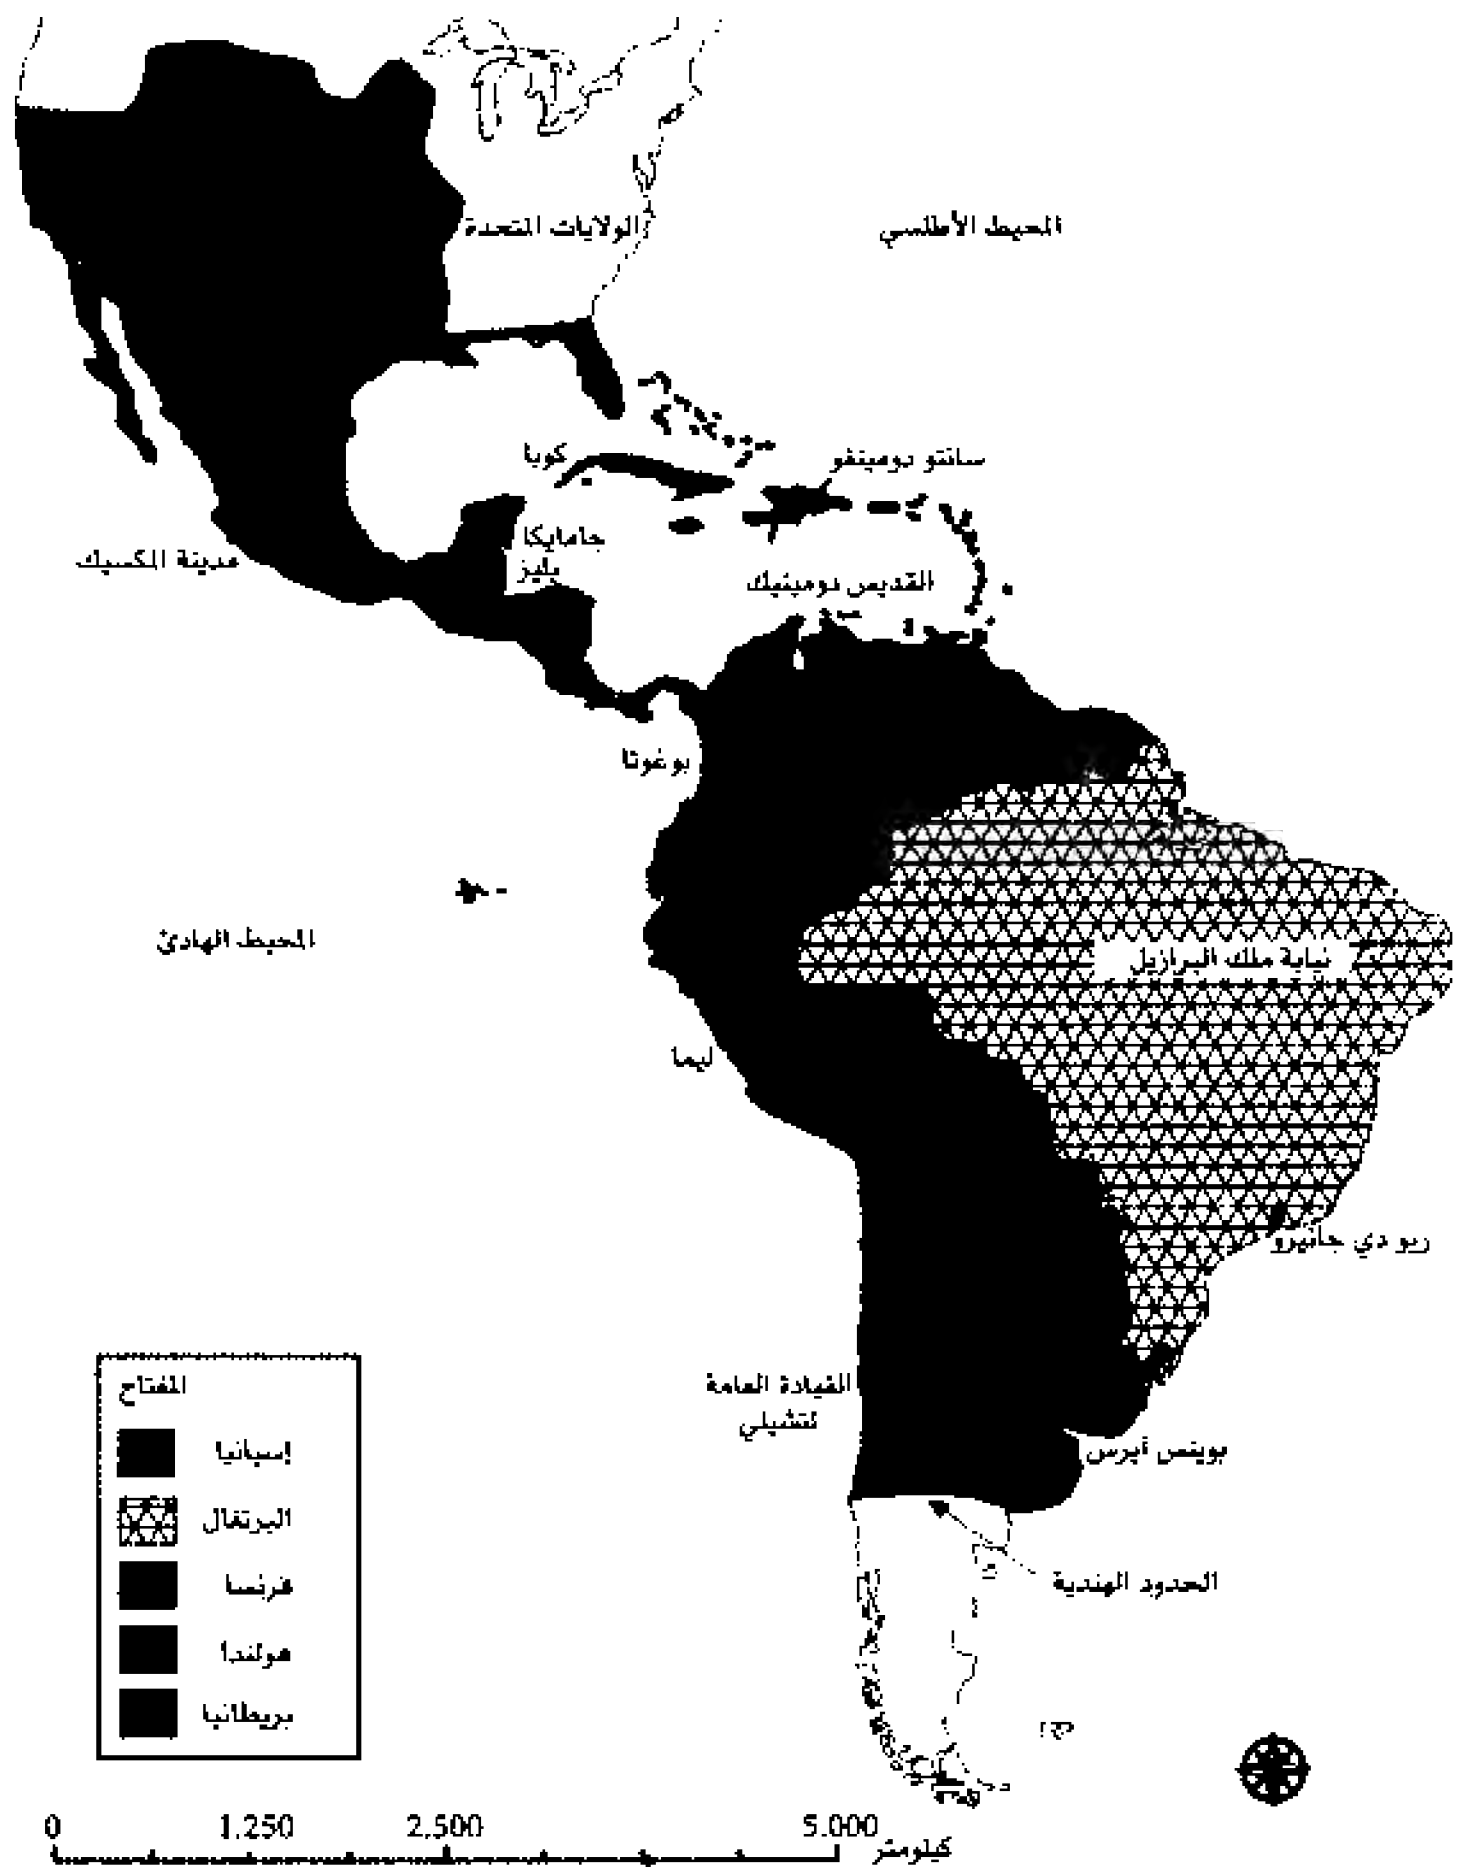 الولايات المتحدة
المحيط الأطلسي
كوبا
سانتو دومينغو
جامايكا
بليز
مدينة المكسيك
القديس دومينيك
بوغوتا
المحيط الهادئ
نيابة ملك البرازيل
ليما
ريو دي جانيرو
القيادة العامة
لتشيلي
بوينس آيرس
الحدود الهندية
المفتاح
إسبانيا
البرتغال
فرنسا
هولندا
بريطانيا
0 1.250 2.500 5.000
كيلومتر